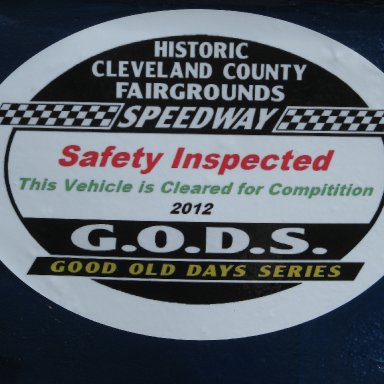 HISTORIC
CLEVELAND COUNTY
FAIRGROUNDS
SPEEDWAY
Safety Inspected
This Vehicle is Cleared for Compitition
2012
G.O.D.S.
GOOD OLD DAYS SERIES